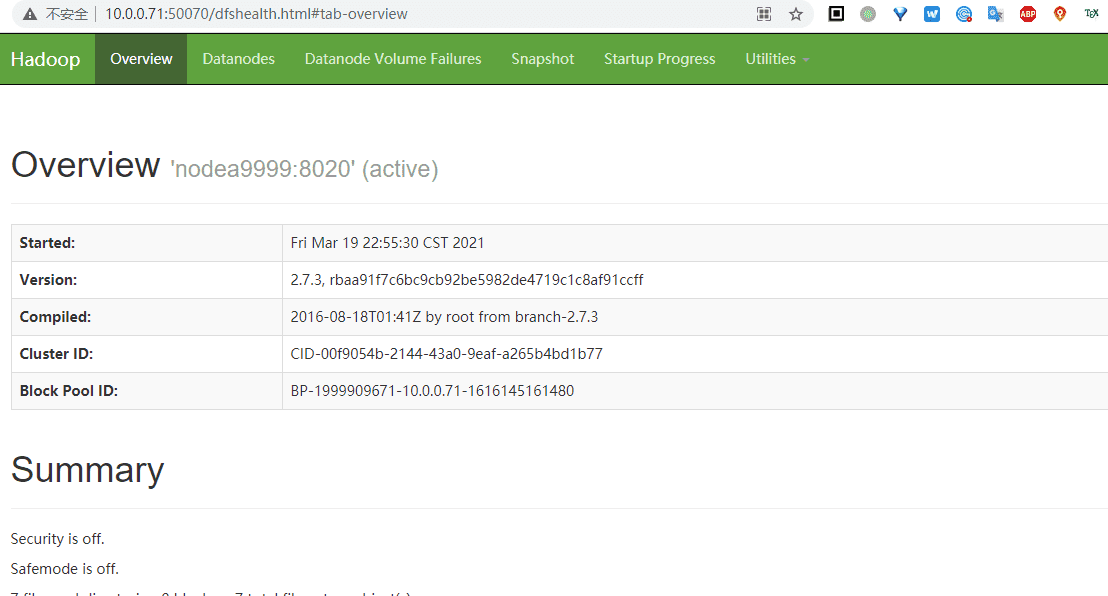 不安全 | 10.0.0.71:50070/dfshealth.html#tab-overview
ABP TEX
Hadoop Overview Datanodes Datanode Volume Failures Snapshot Startup Progress Utilities
Overview 'nodea9999:8020' (active)
Started: Fri Mar 19 22:55:30 CST 2021
Version: 2.7.3, rbaa91f7c6bc9cb92be5982de4719c1c8af91ccff
Compiled: 2016-08-18T01:41Z by root from branch-2.7.3
Cluster ID: CID-00f9054b-2144-43a0-9eaf-a265b4bd1b77
Block Pool ID: BP-1999909671-10.0.0.71-1616145161480
Summary
Security is off.
Safemode is off.